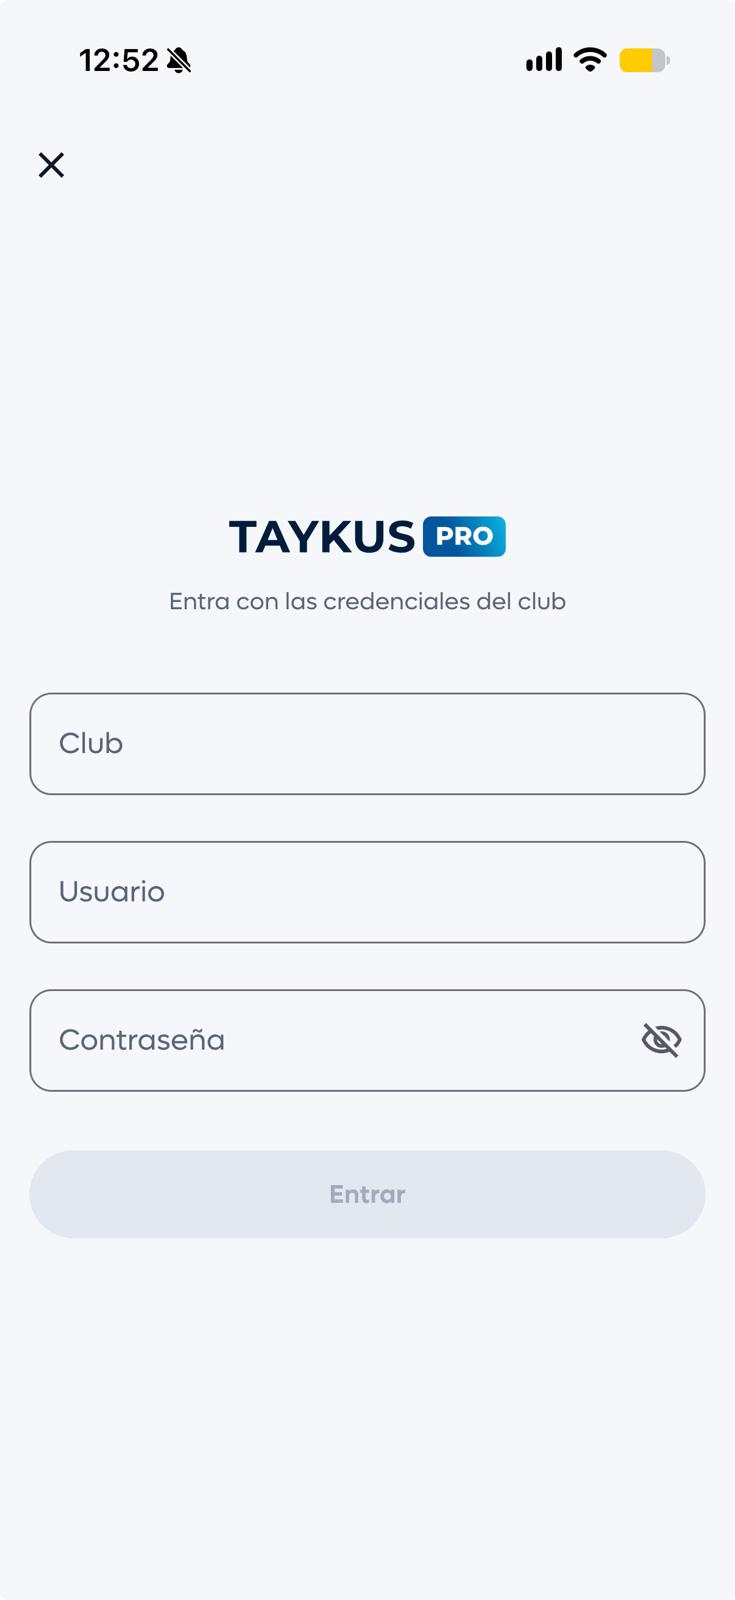 12:52
TAYKUS PRO
Entra con las credenciales del club
Club
Usuario
Contraseña
Entrar